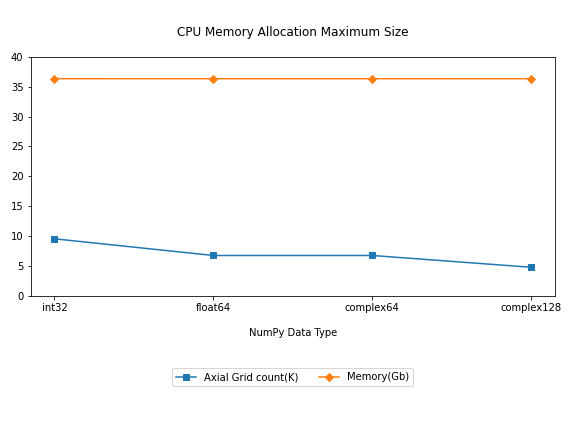 CPU Memory Allocation Maximum Size
40
35
30
25
20
15
10
5
0
int32 float64 complex64 complex128
NumPy Data Type
Axial Grid count(K) Memory(Gb)